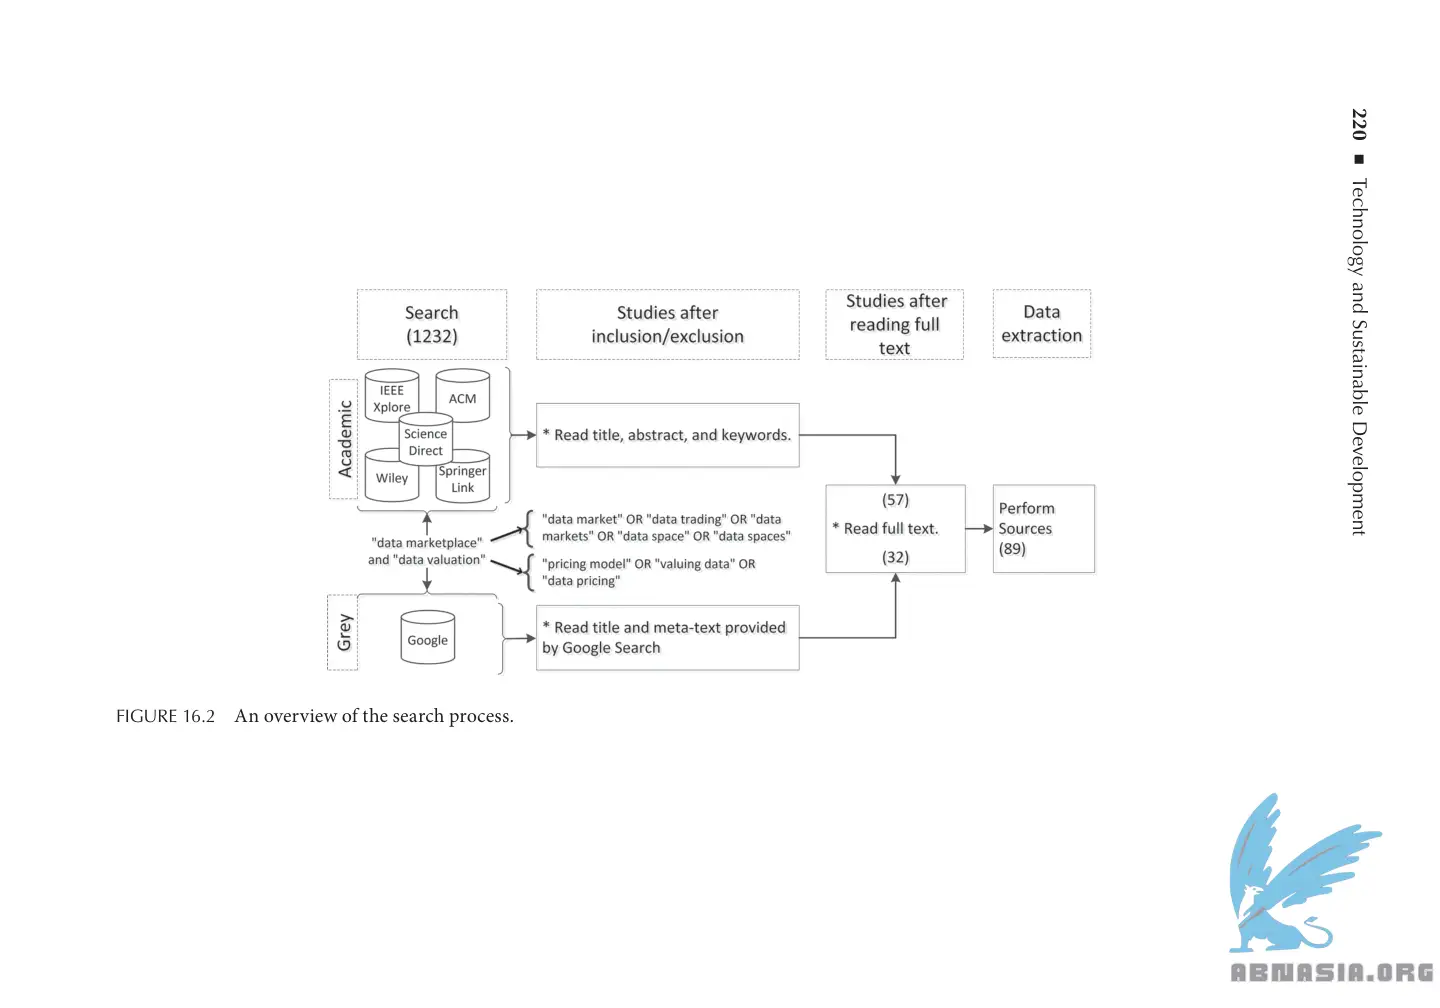 220 ■ Technology and Sustainable Development
Search
(1232)
Studies after
inclusion/exclusion
Studies after
reading full
text
Data
extraction
Academic
IEEE
Xplore
ACM
Science
Direct
Wiley
Springer
Link
* Read title, abstract, and keywords.
"data marketplace"
and "data valuation"
"data market" OR "data trading" OR "data
markets" OR "data space" OR "data spaces"
"pricing model" OR "valuing data" OR
"data pricing"
(57)
* Read full text.
(32)
Perform
Sources
(89)
Grey
Google
* Read title and meta-text provided
by Google Search
FIGURE 16.2 An overview of the search process.
ABNASIA.ORG